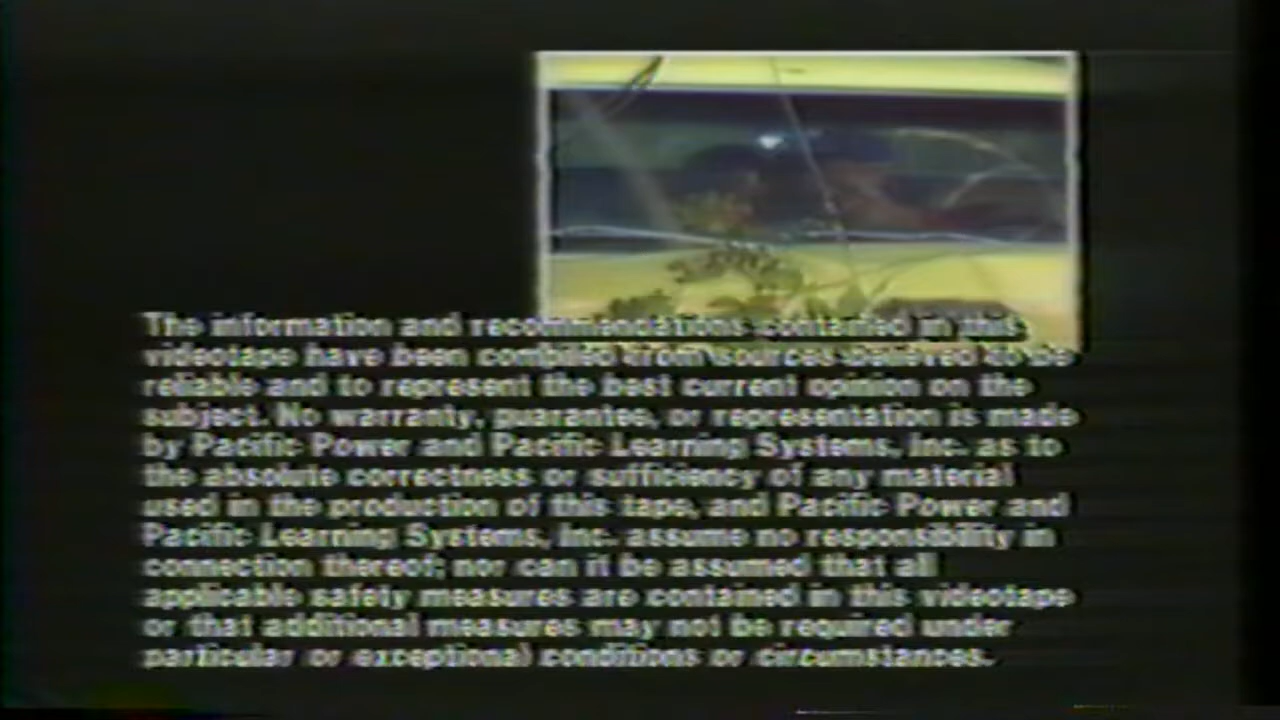 The information and recommendations contained in this
videotape have been compiled from sources believed to be
reliable and to represent the best current opinion on the
subject. No warranty, guarantee, or representation is made
by Pacific Power and Pacific Learning Systems, Inc. as to
the absolute correctness or sufficiency of any material
used in the production of this tape, and Pacific Power and
Pacific Learning Systems, Inc. assume no responsibility in
connection thereof; nor can it be assumed that all
applicable safety measures are contained in this videotape
or that additional measures may not be required under
particular or exceptional conditions or circumstances.